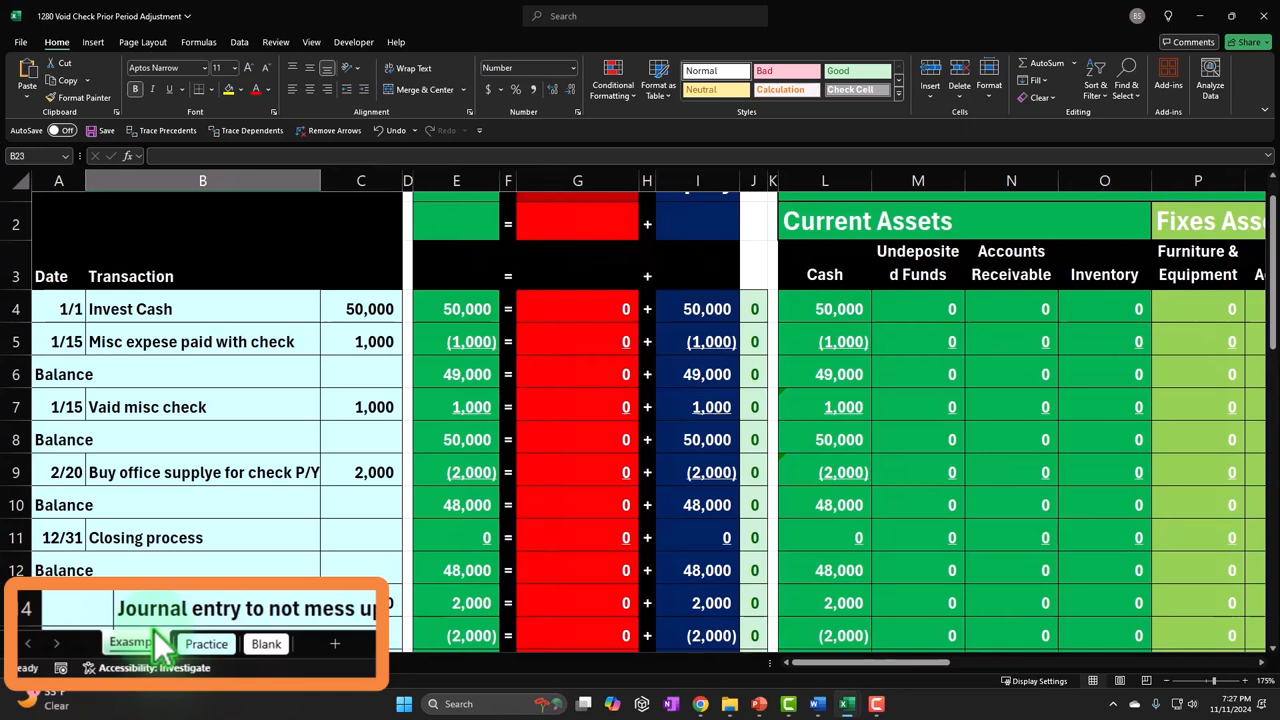 1280 Void Check Prior Period Adjustment
Search
BS
File Home Insert Page Layout Formulas Data Review View Developer Help
Comments Share
Paste Cut Copy Format Painter
Aptos Narrow 11
B I U
Wrap Text
Merge & Center
Number
$ % ,
Conditional Formatting Format as Table
Normal Bad Good
Neutral Calculation Check Cell
Insert Delete Format
AutoSum Fill Clear
Sort & Filter Find & Select
Add-ins
Analyze Data
Clipboard Font Alignment Number Styles Cells Editing Add-ins
AutoSave Off Save Trace Precedents Trace Dependents Remove Arrows Undo Redo
B23 fx
A B C D E F G H I J K L M N O P
2 = + Current Assets Fixes Ass
3 Date Transaction = + Cash Undeposite d Funds Accounts Receivable Inventory Furniture & Equipment
4 1/1 Invest Cash 50,000 50,000 = 0 + 50,000 0 50,000 0 0 0 0
5 1/15 Misc expese paid with check 1,000 (1,000) = 0 + (1,000) 0 (1,000) 0 0 0 0
6 Balance 49,000 = 0 + 49,000 0 49,000 0 0 0 0
7 1/15 Vaid misc check 1,000 1,000 = 0 + 1,000 0 1,000 0 0 0 0
8 Balance 50,000 = 0 + 50,000 0 50,000 0 0 0 0
9 2/20 Buy office supplye for check P/Y 2,000 (2,000) = 0 + (2,000) 0 (2,000) 0 0 0 0
10 Balance 48,000 = 0 + 48,000 0 48,000 0 0 0 0
11 12/31 Closing process 0 = 0 + 0 0 0 0 0 0 0
12 Balance 48,000 = 0 + 48,000 0 48,000 0 0 0 0
2,000 = 0 + 2,000 0 2,000 0 0 0 0
(2,000) = 0 + (2,000) 0 (2,000) 0 0 0 0
4 Journal entry to not mess up
Exasmp Practice Blank +
eady Accessibility: Investigate
Display Settings 175%
Clear
Search
7:27 PM
11/11/2024